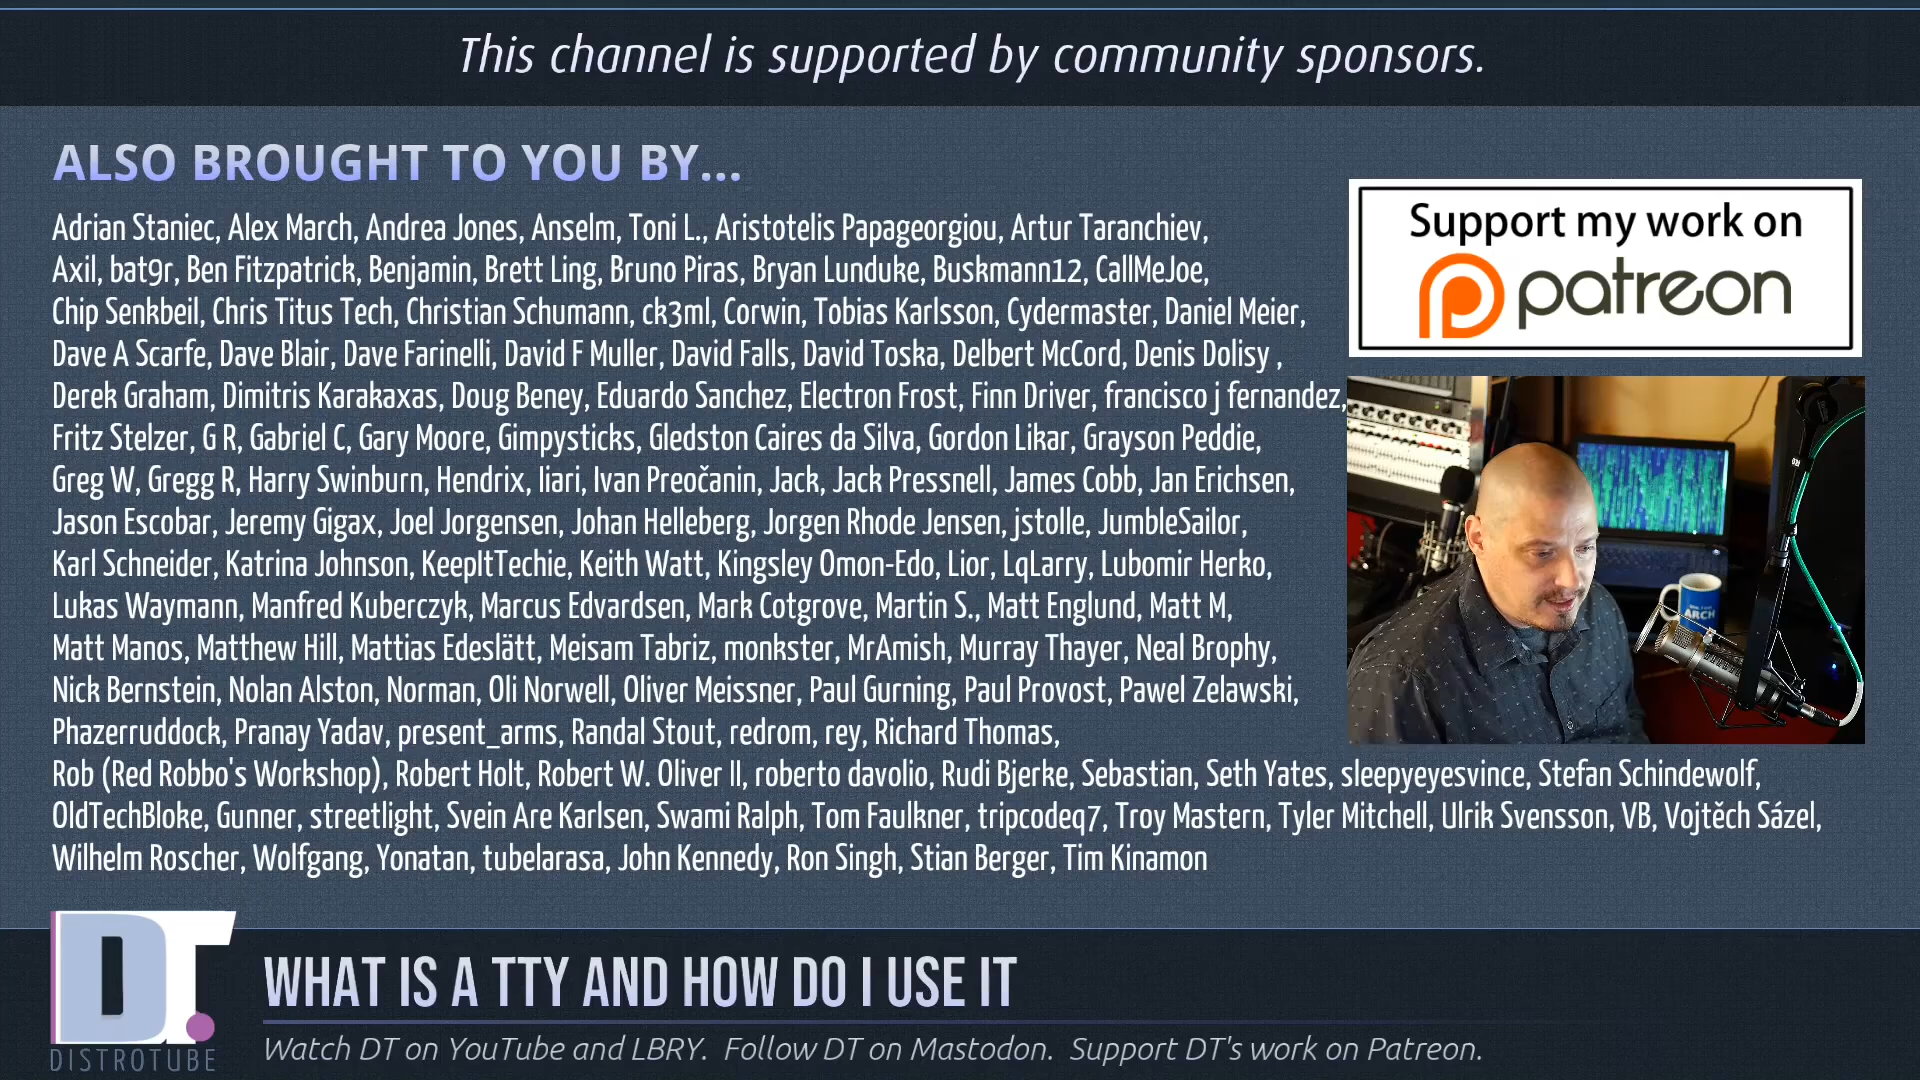 This channel is supported by community sponsors.
ALSO BROUGHT TO YOU BY...
Adrian Staniec, Alex March, Andrea Jones, Anselm, Toni L., Aristotelis Papageorgiou, Artur Taranchiev,
Axil, bat9r, Ben Fitzpatrick, Benjamin, Brett Ling, Bruno Piras, Bryan Lunduke, Buskmann12, CallMeJoe,
Chip Senkbeil, Chris Titus Tech, Christian Schumann, ck3ml, Corwin, Tobias Karlsson, Cydermaster, Daniel Meier,
Dave A Scarfe, Dave Blair, Dave Farinelli, David F Muller, David Falls, David Toska, Delbert McCord, Denis Dolisy ,
Derek Graham, Dimitris Karakaxas, Doug Beney, Eduardo Sanchez, Electron Frost, Finn Driver, francisco j fernandez,
Fritz Stelzer, G R, Gabriel C, Gary Moore, Gimpysticks, Gledston Caires da Silva, Gordon Likar, Grayson Peddie,
Greg W, Gregg R, Harry Swinburn, Hendrix, liari, Ivan Preočanin, Jack, Jack Pressnell, James Cobb, Jan Erichsen,
Jason Escobar, Jeremy Gigax, Joel Jorgensen, Johan Helleberg, Jorgen Rhode Jensen, jstolle, JumbleSailor,
Karl Schneider, Katrina Johnson, KeepItTechie, Keith Watt, Kingsley Omon-Edo, Lior, LqLarry, Lubomir Herko,
Lukas Waymann, Manfred Kuberczyk, Marcus Edvardsen, Mark Cotgrove, Martin S., Matt Englund, Matt M,
Matt Manos, Matthew Hill, Mattias Edeslätt, Meisam Tabriz, monkster, MrAmish, Murray Thayer, Neal Brophy,
Nick Bernstein, Nolan Alston, Norman, Oli Norwell, Oliver Meissner, Paul Gurning, Paul Provost, Pawel Zelawski,
Phazerruddock, Pranay Yadav, present_arms, Randal Stout, redrom, rey, Richard Thomas,
Rob (Red Robbo's Workshop), Robert Holt, Robert W. Oliver II, roberto davolio, Rudi Bjerke, Sebastian, Seth Yates, sleepyeyesvince, Stefan Schindewolf,
OldTechBloke, Gunner, streetlight, Svein Are Karlsen, Swami Ralph, Tom Faulkner, tripcodeq7, Troy Mastern, Tyler Mitchell, Ulrik Svensson, VB, Vojtěch Sázel,
Wilhelm Roscher, Wolfgang, Yonatan, tubelarasa, John Kennedy, Ron Singh, Stian Berger, Tim Kinamon
Support my work on
patreon
ARCH
DT
DISTROTUBE
WHAT IS A TTY AND HOW DO I USE IT
Watch DT on YouTube and LBRY. Follow DT on Mastodon. Support DT's work on Patreon.